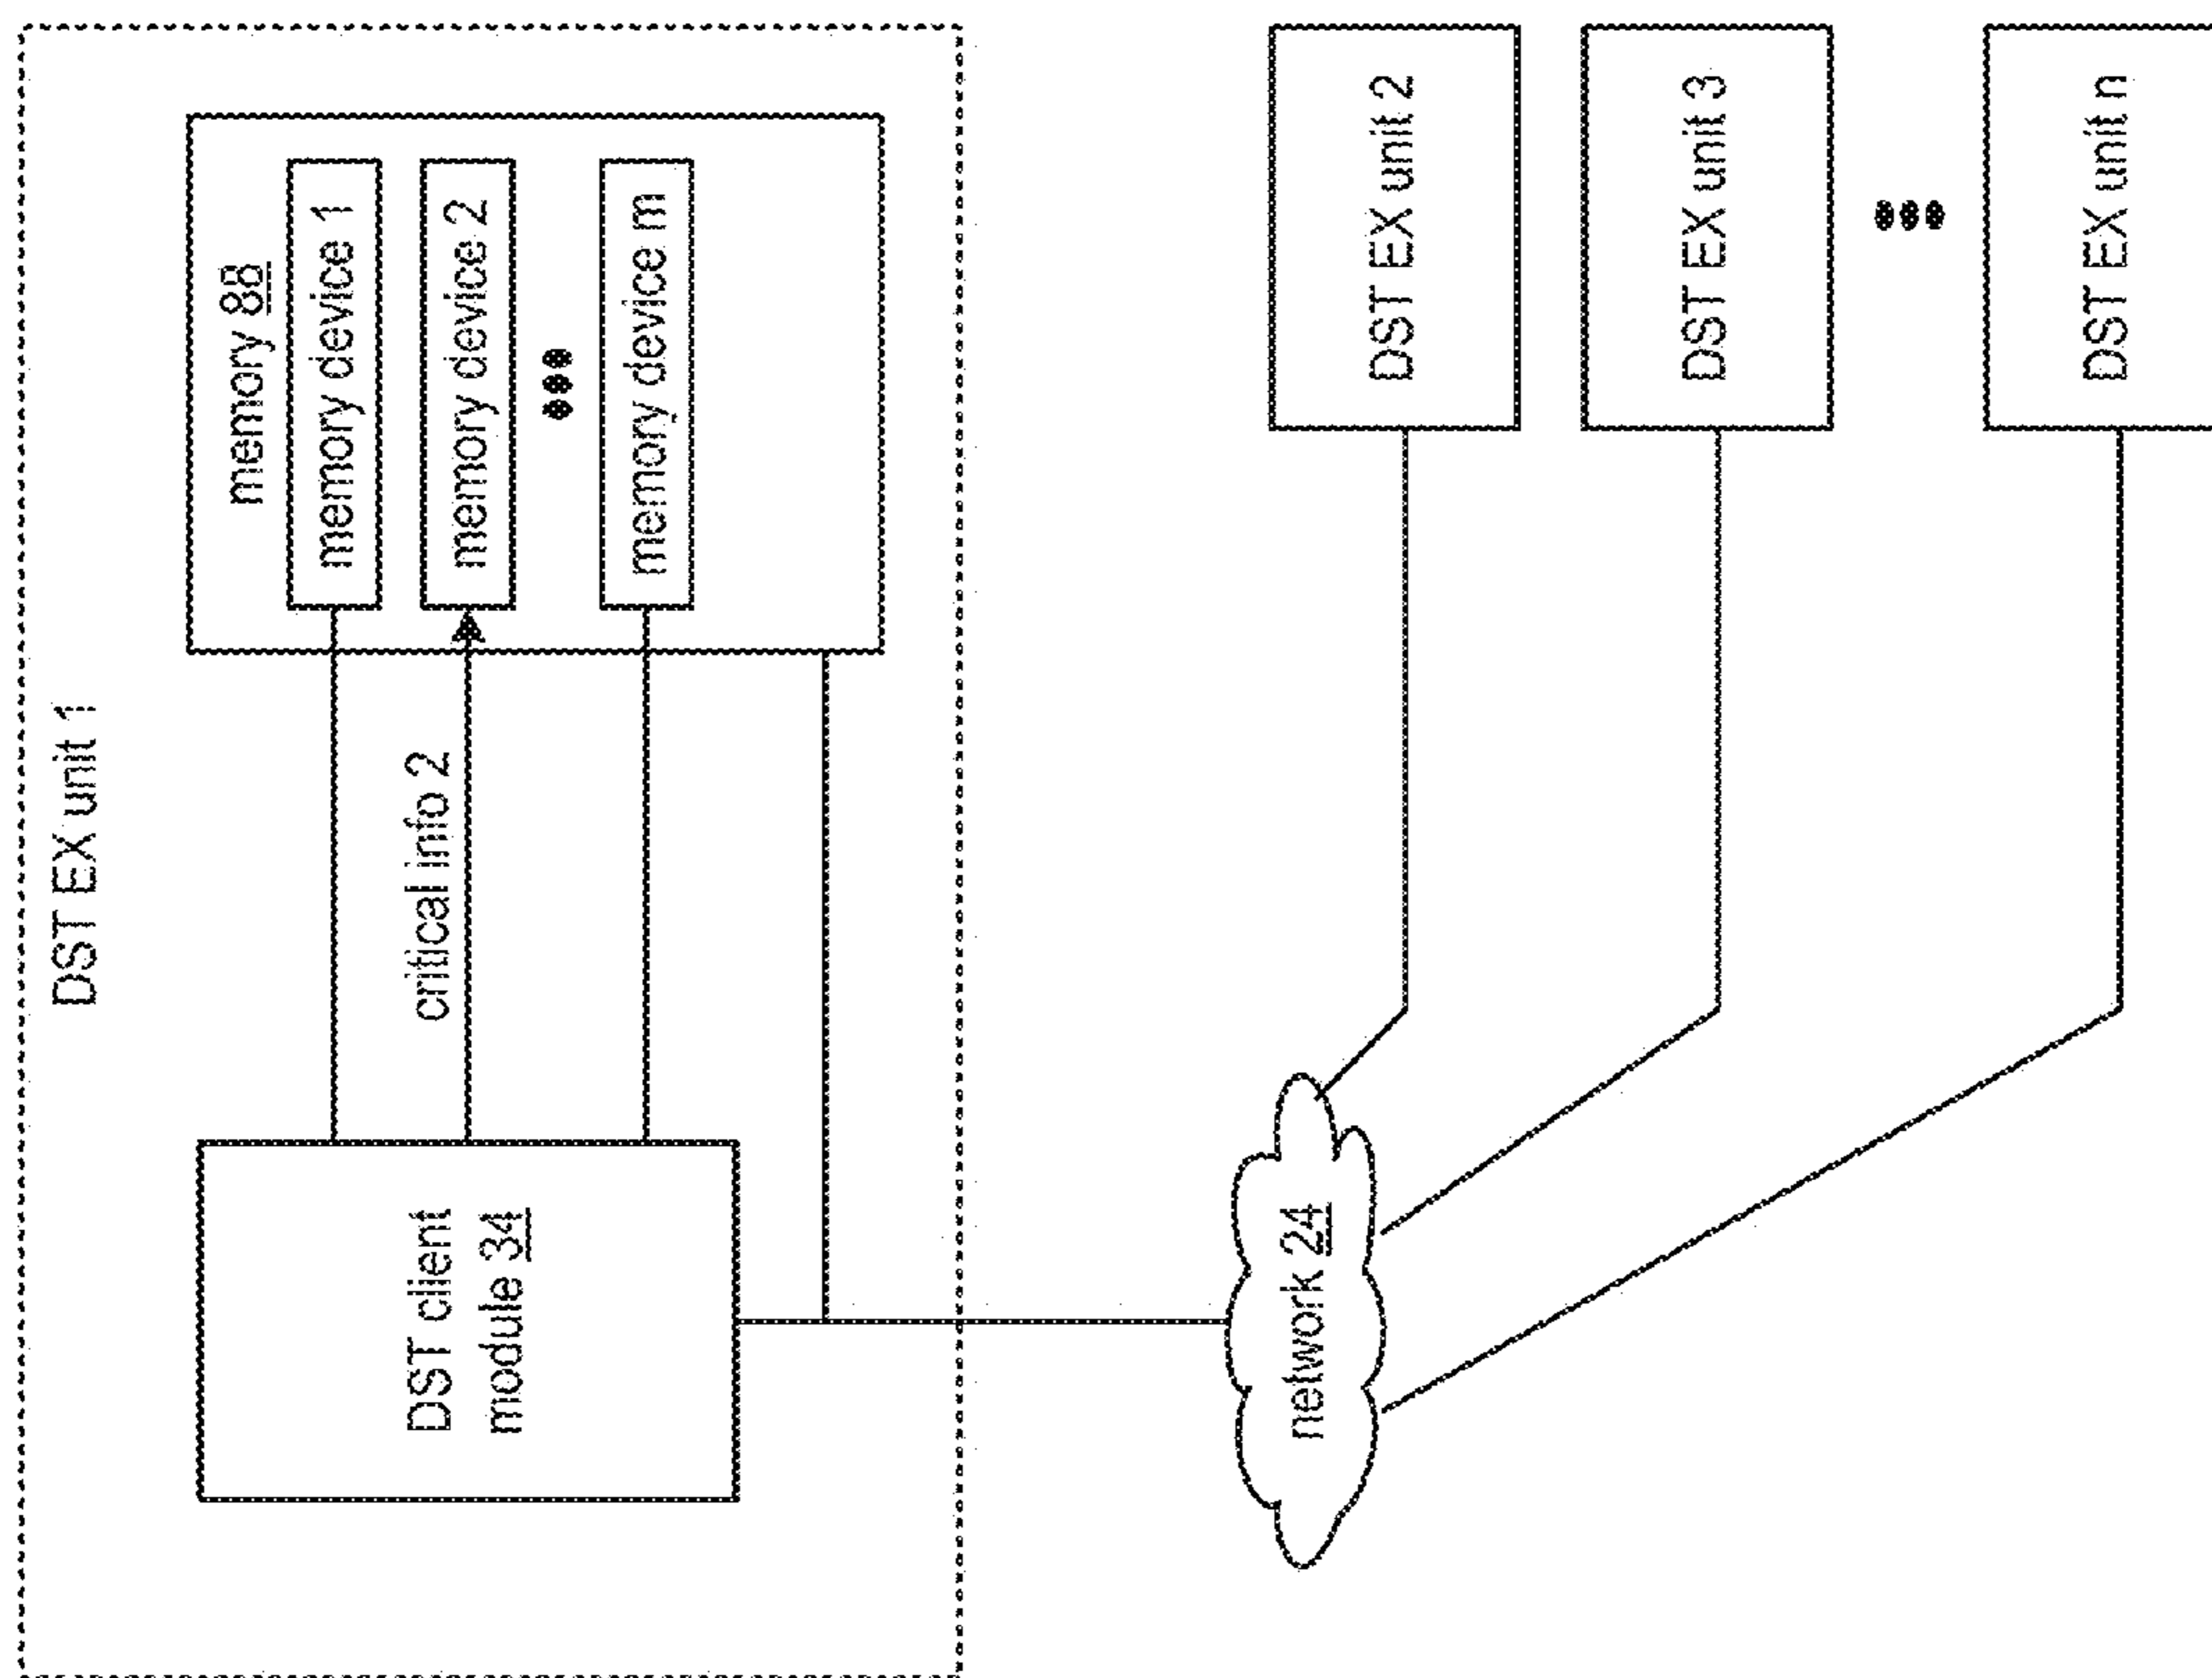 DST EX unit 1
DST client
module 34
critical info 2
memory 88
memory device 1
memory device 2
memory device m
network 24
DST EX unit 2
DST EX unit 3
DST EX unit n